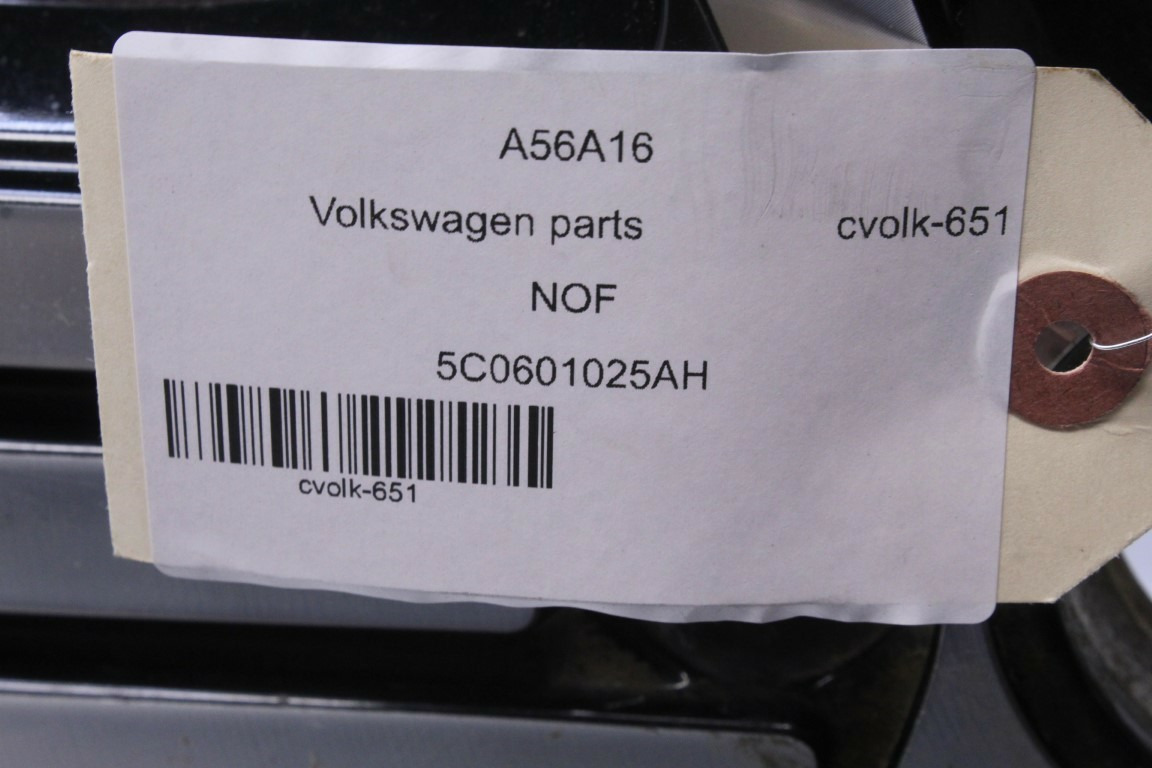 A56A16
Volkswagen parts cvolk-651
NOF
5C0601025AH
cvolk-651